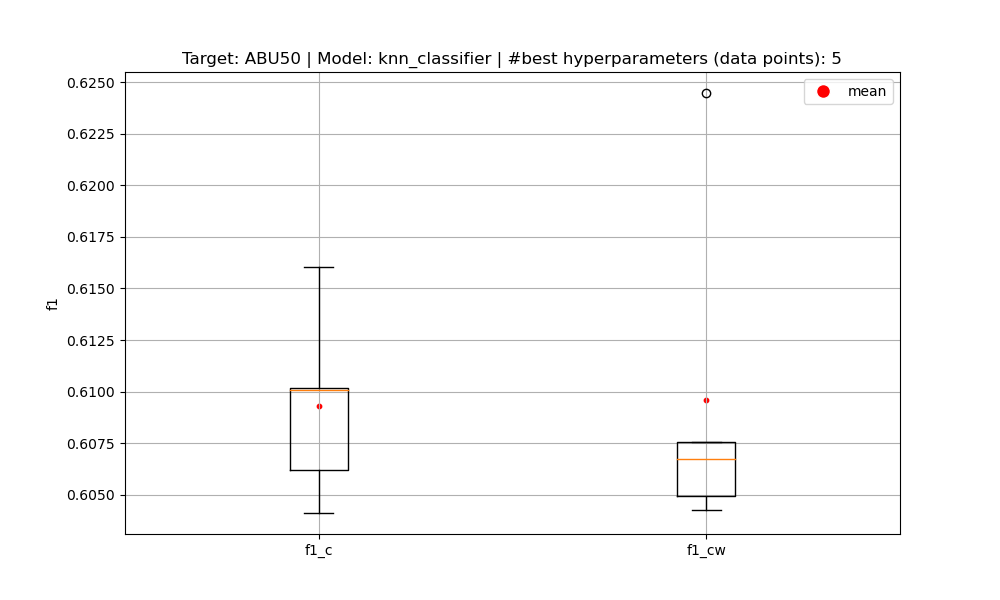 Target: ABU50 | Model: knn_classifier | #best hyperparameters (data points): 5
mean
0.6250
0.6225
0.6200
0.6175
0.6150
0.6125
0.6100
0.6075
0.6050
f1
f1_c
f1_cw